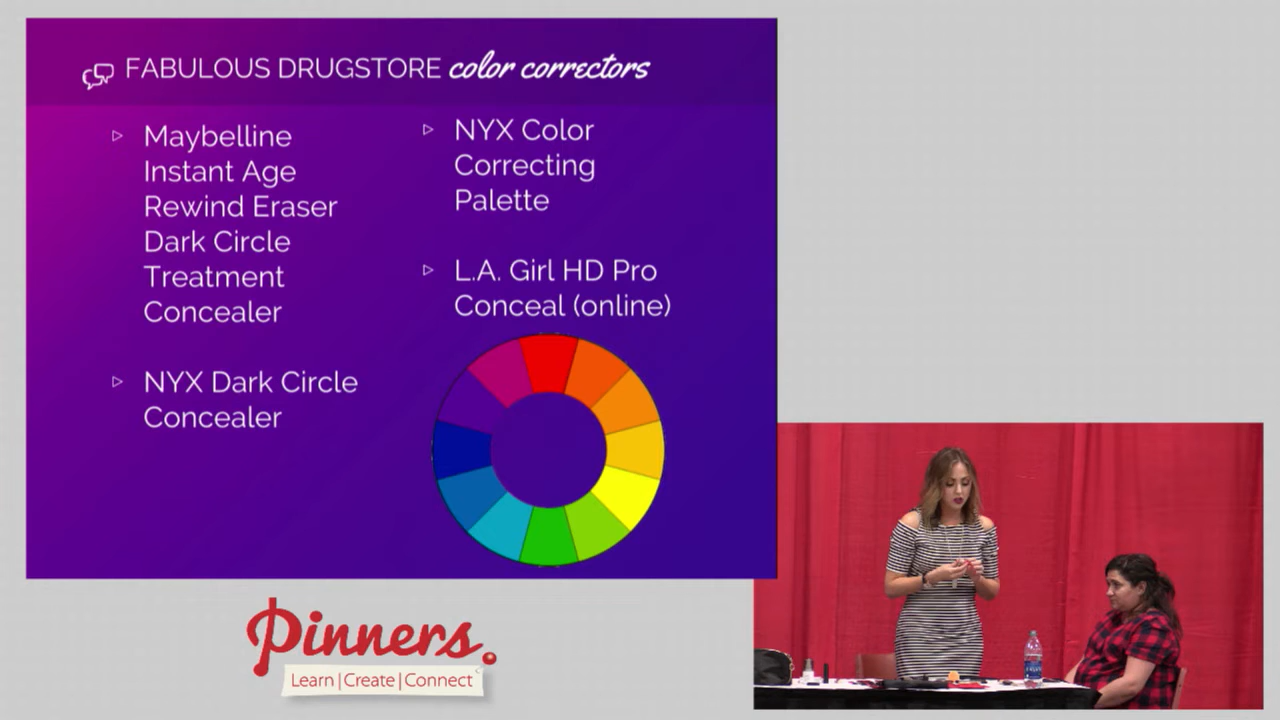 FABULOUS DRUGSTORE color correctors
Maybelline
Instant Age
Rewind Eraser
Dark Circle
Treatment
Concealer
NYX Dark Circle
Concealer
NYX Color
Correcting
Palette
L.A. Girl HD Pro
Conceal (online)
Pinners.
Learn|Create|Connect